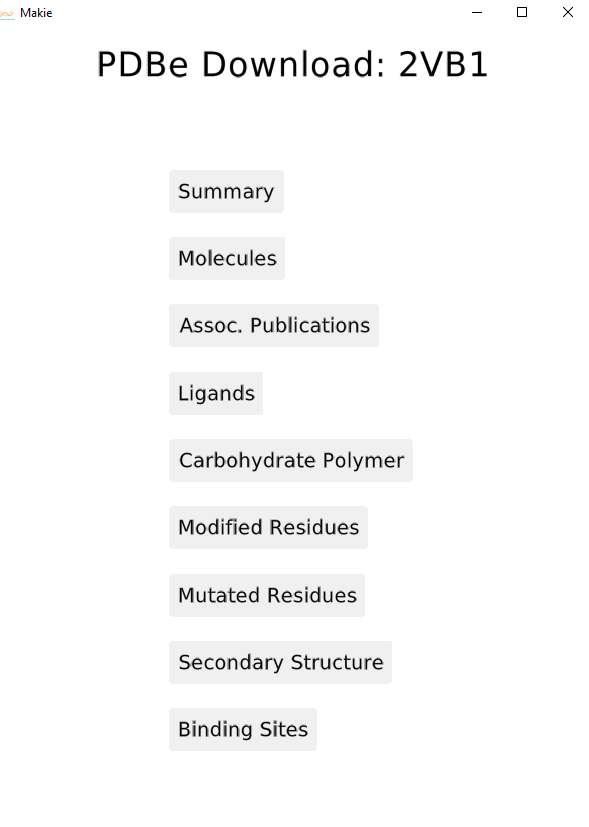 Makie
PDBe Download: 2VB1
Summary
Molecules
Assoc. Publications
Ligands
Carbohydrate Polymer
Modified Residues
Mutated Residues
Secondary Structure
Binding Sites